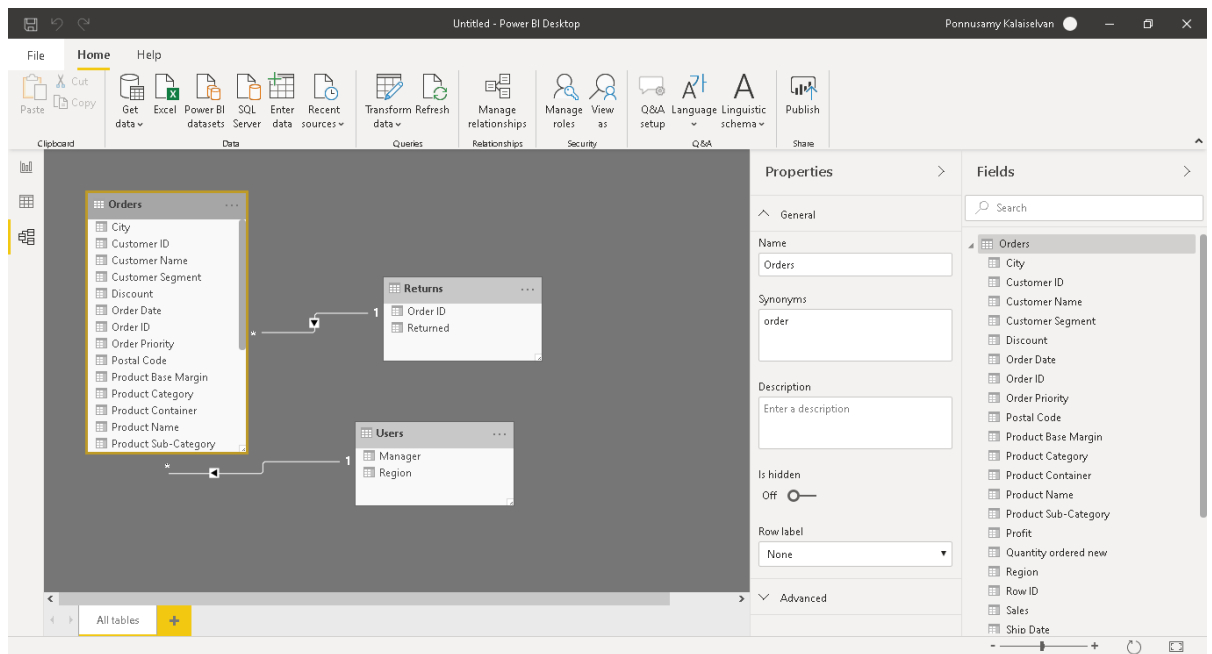 Untitled - Power BI Desktop
Ponnusamy Kalaiselvan
File Home Help
Paste
Cut
Copy
Get data
Excel
Power BI datasets
SQL Server
Enter data
Recent sources
Transform data
Refresh
Manage relationships
Manage roles
View as
Q&A setup
Language
Linguistic schema
Publish
Clipboard
Data
Queries
Relationships
Security
Q&A
Share
Orders
City
Customer ID
Customer Name
Customer Segment
Discount
Order Date
Order ID
Order Priority
Postal Code
Product Base Margin
Product Category
Product Container
Product Name
Product Sub-Category
*
1
Returns
Order ID
Returned
*
1
Users
Manager
Region
All tables
Properties
General
Name
Orders
Synonyms
order
Description
Enter a description
Is hidden
Off
Row label
None
Advanced
Fields
Search
Orders
City
Customer ID
Customer Name
Customer Segment
Discount
Order Date
Order ID
Order Priority
Postal Code
Product Base Margin
Product Category
Product Container
Product Name
Product Sub-Category
Profit
Quantity ordered new
Region
Row ID
Sales
Ship Date